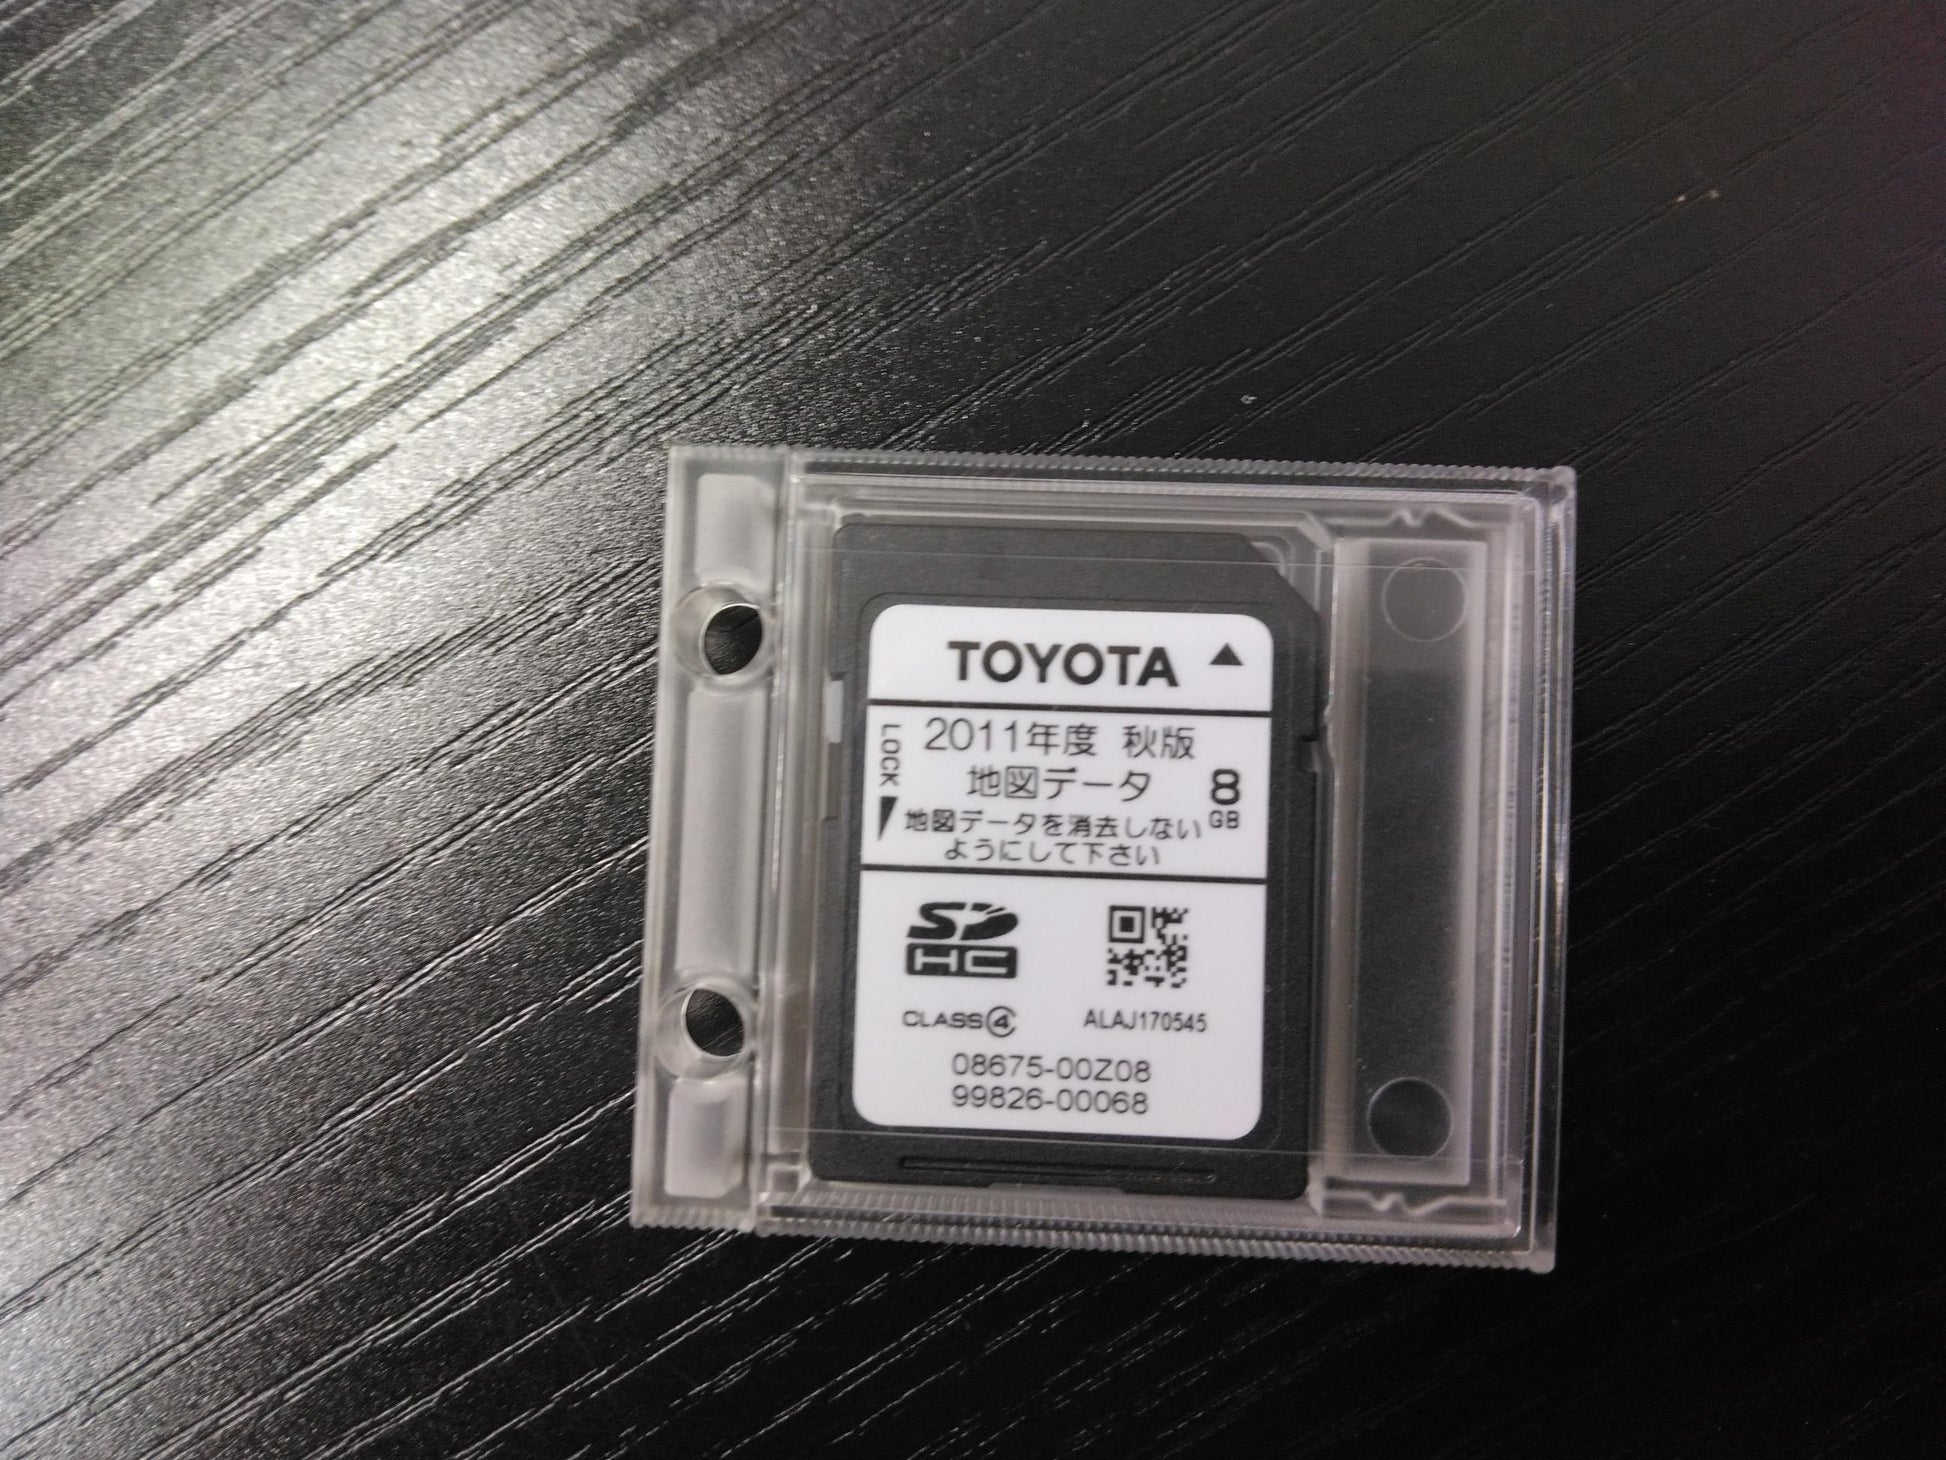 TOYOTA ▲
2011年度 秋版
地図データ
8
GB
LOCK
地図データを消去しない
ようにして下さい
SD
HC
CLASS④
ALAJ170545
08675-00Z08
99826-00068